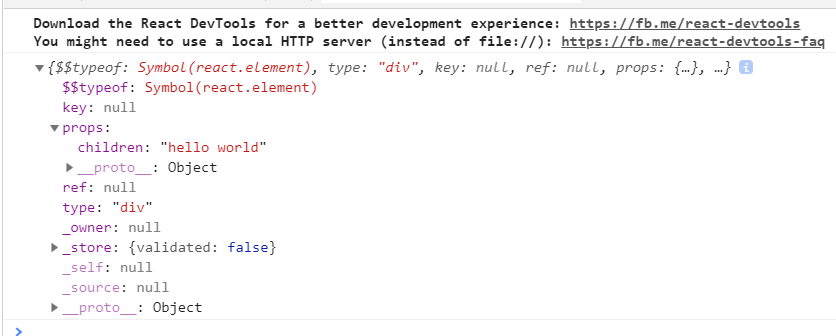 Download the React DevTools for a better development experience: https://fb.me/react-devtools
You might need to use a local HTTP server (instead of file://): https://fb.me/react-devtools-faq
▼{$$typeof: Symbol(react.element), type: "div", key: null, ref: null, props: {…}, …} i
$$typeof: Symbol(react.element)
key: null
▼props:
children: "hello world"
▶__proto__: Object
ref: null
type: "div"
_owner: null
▶_store: {validated: false}
_self: null
_source: null
▶__proto__: Object
>